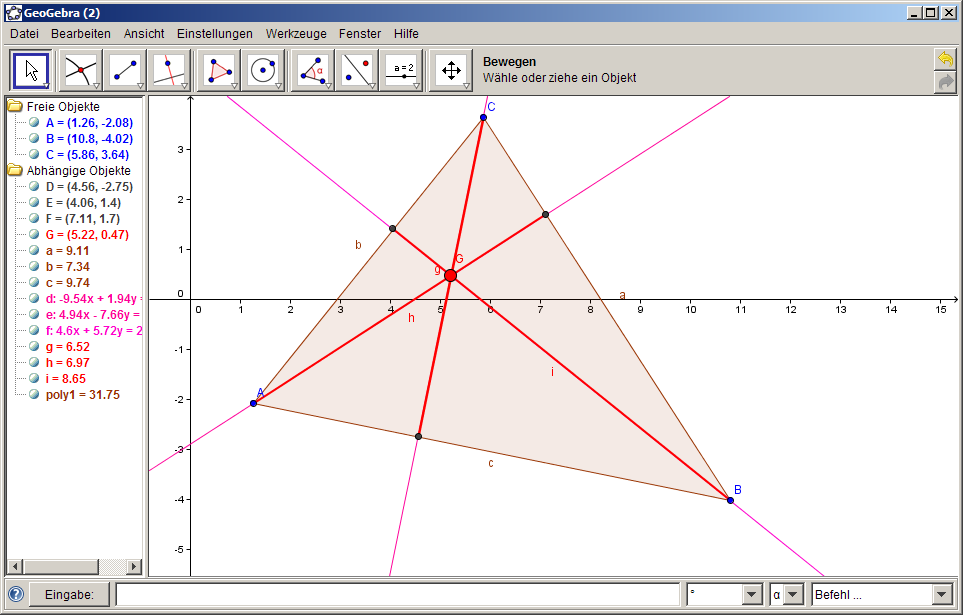 GeoGebra (2)
Datei Bearbeiten Ansicht Einstellungen Werkzeuge Fenster Hilfe
α
a = 2
Bewegen
Wähle oder ziehe ein Objekt
Freie Objekte
A = (1.26, -2.08)
B = (10.8, -4.02)
C = (5.86, 3.64)
Abhängige Objekte
D = (4.56, -2.75)
E = (4.06, 1.4)
F = (7.11, 1.7)
G = (5.22, 0.47)
a = 9.11
b = 7.34
c = 9.74
d: -9.54x + 1.94y =
e: 4.94x - 7.66y =
f: 4.6x + 5.72y = 2
g = 6.52
h = 6.97
i = 8.65
poly1 = 31.75
C
3
2
b
1
G
g
0
a
0 1 2 3 4 5 6 7 8 9 10 11 12 13 14 15
h
-1
i
-2
A
-3
c
B
-4
-5
? Eingabe: ° α Befehl ...